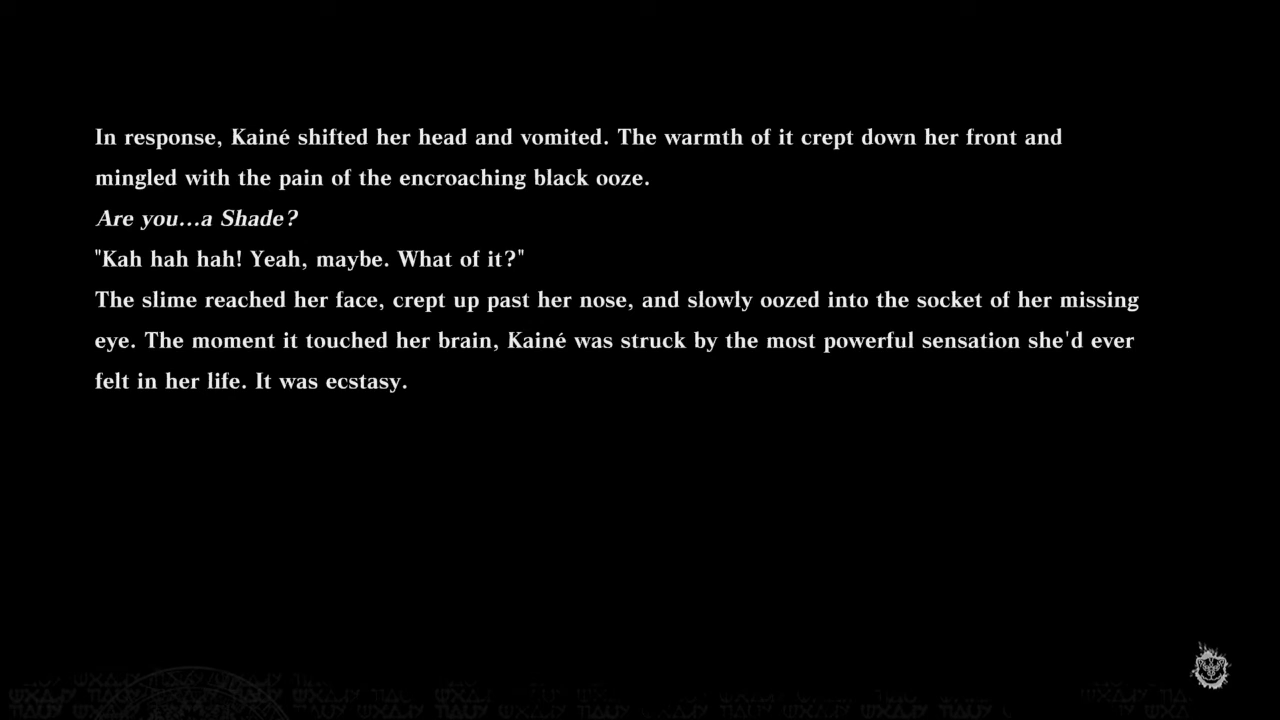 In response, Kainé shifted her head and vomited. The warmth of it crept down her front and
mingled with the pain of the encroaching black ooze.
Are you...a Shade?
"Kah hah hah! Yeah, maybe. What of it?"
The slime reached her face, crept up past her nose, and slowly oozed into the socket of her missing
eye. The moment it touched her brain, Kainé was struck by the most powerful sensation she'd ever
felt in her life. It was ecstasy.